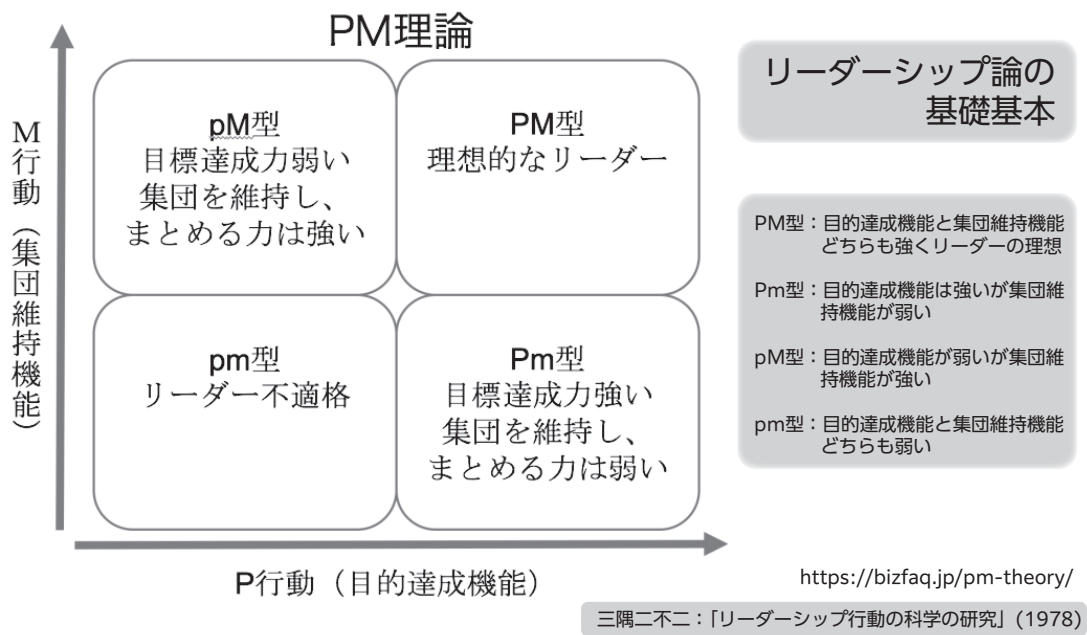 PM理論
リーダーシップ論の
基礎基本
M行動（集団維持機能）
pM型
目標達成力弱い
集団を維持し、
まとめる力は強い
PM型
理想的なリーダー
pm型
リーダー不適格
Pm型
目標達成力強い
集団を維持し、
まとめる力は弱い
P行動（目的達成機能）
PM型：目的達成機能と集団維持機能
どちらも強くリーダーの理想
Pm型：目的達成機能は強いが集団維
持機能が弱い
pM型：目的達成機能が弱いが集団維
持機能が強い
pm型：目的達成機能と集団維持機能
どちらも弱い
https://bizfaq.jp/pm-theory/
三隅二不二：「リーダーシップ行動の科学の研究」(1978)